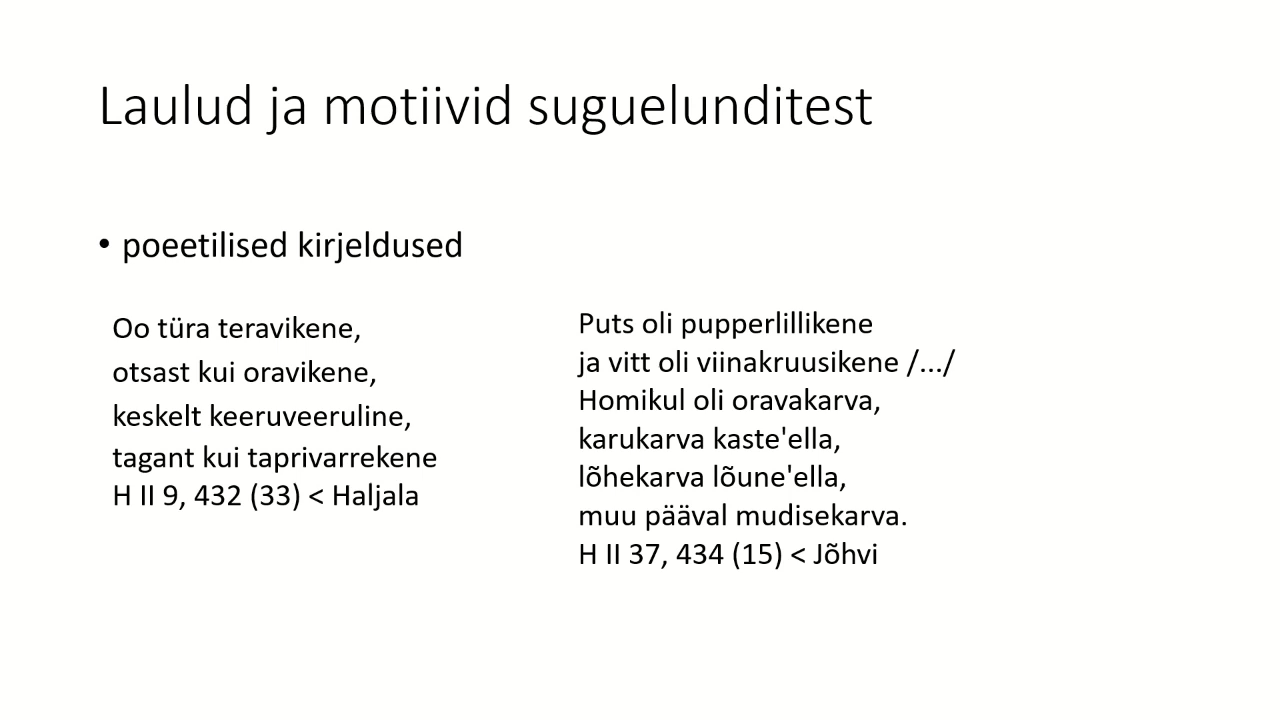 Laulud ja motiivid suguelunditest
• poeetilised kirjeldused
Oo türa teravikene,
otsast kui oravikene,
keskelt keeruveeruline,
tagant kui taprivarrekene
H II 9, 432 (33) < Haljala
Puts oli pupperlillikene
ja vitt oli viinakruusikene /.../
Homikul oli oravakarva,
karukarva kaste'ella,
lõhekarva lõune'ella,
muu pääval mudisekarva.
H II 37, 434 (15) < Jõhvi